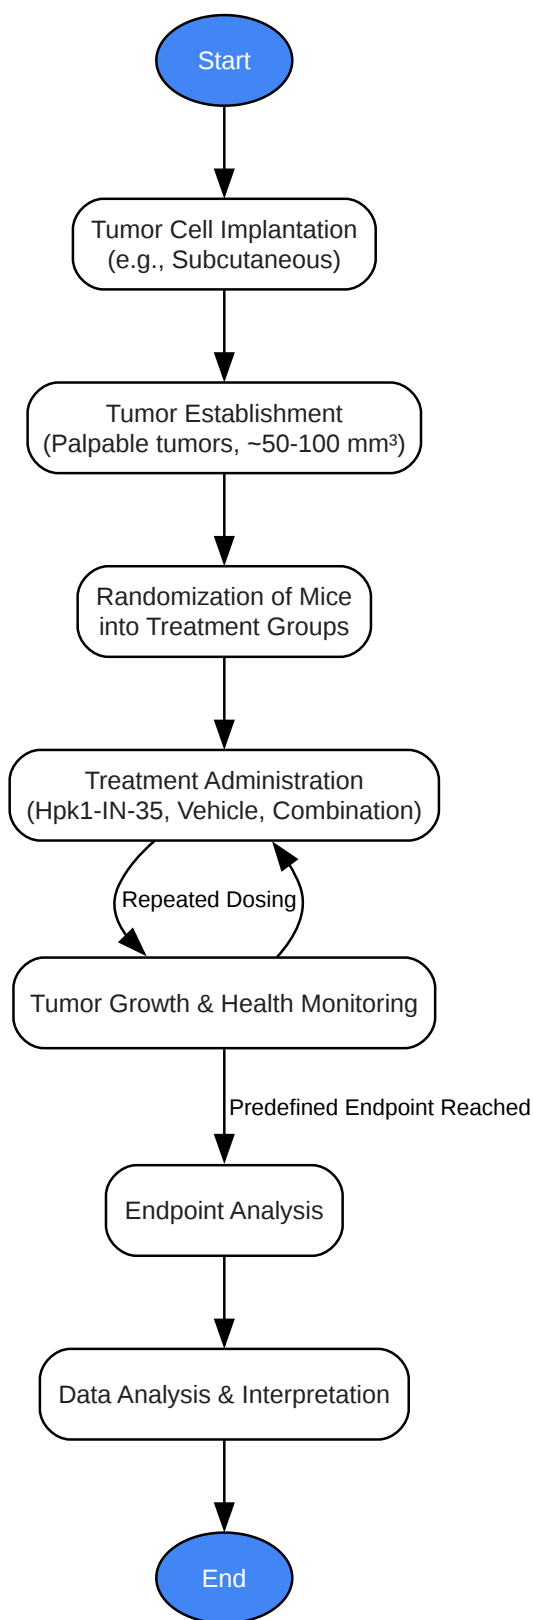 Start
Tumor Cell Implantation
(e.g., Subcutaneous)
Tumor Establishment
(Palpable tumors, ~50-100 mm³)
Randomization of Mice
into Treatment Groups
Treatment Administration
(Hpk1-IN-35, Vehicle, Combination)
Repeated Dosing
Tumor Growth & Health Monitoring
Predefined Endpoint Reached
Endpoint Analysis
Data Analysis & Interpretation
End